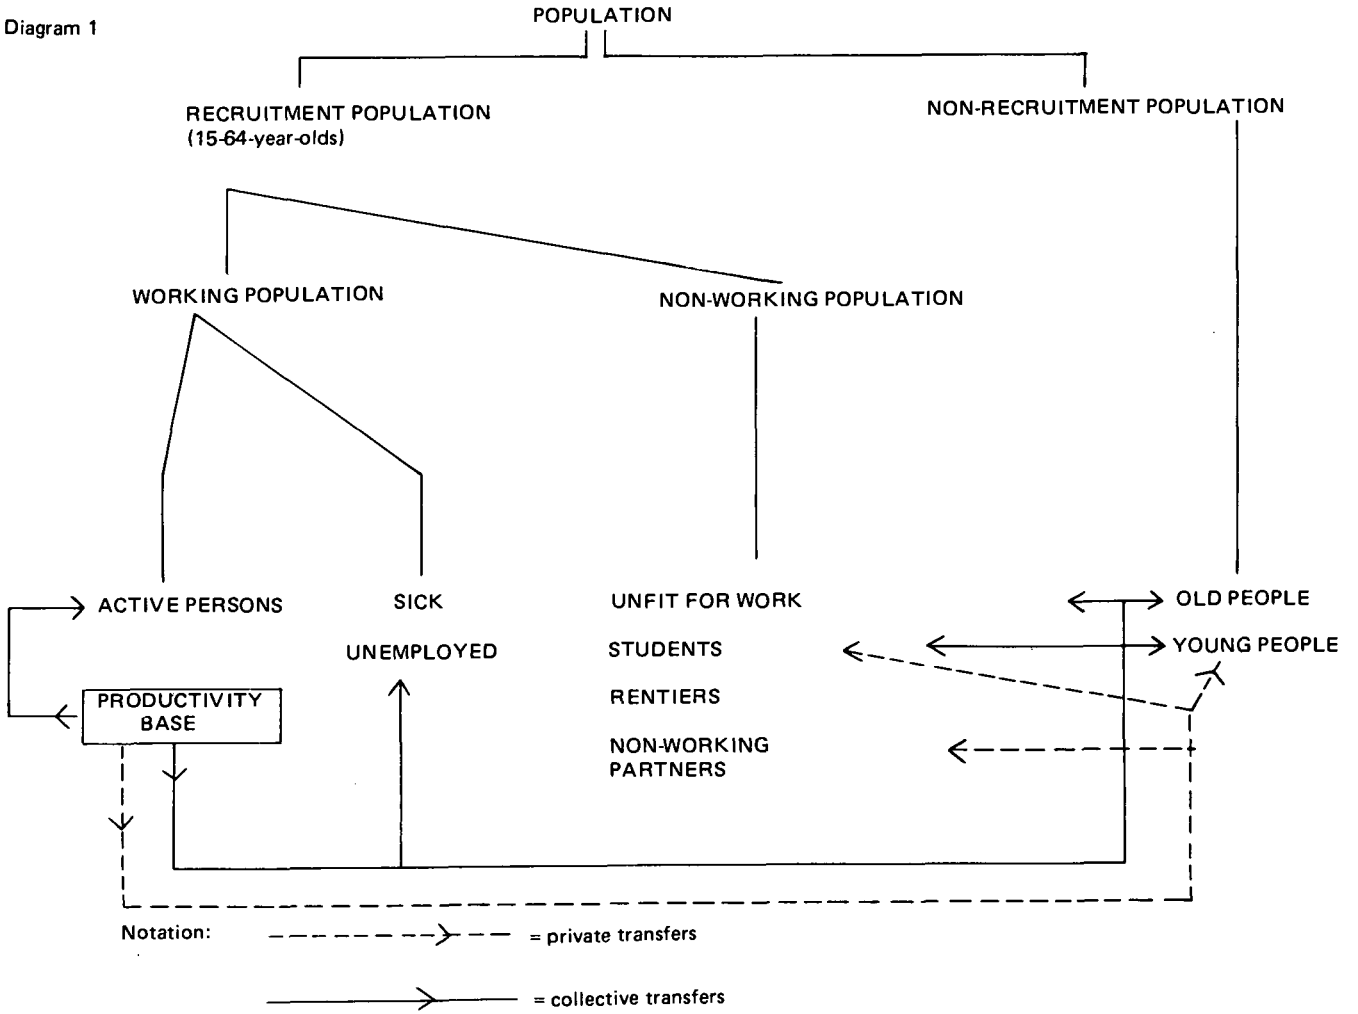 Diagram 1
POPULATION
RECRUITMENT POPULATION
(15-64-year-olds)
NON-RECRUITMENT POPULATION
WORKING POPULATION
NON-WORKING POPULATION
ACTIVE PERSONS
SICK
UNFIT FOR WORK
OLD PEOPLE
UNEMPLOYED
STUDENTS
YOUNG PEOPLE
PRODUCTIVITY
BASE
RENTIERS
NON-WORKING
PARTNERS
Notation:
= private transfers
= collective transfers